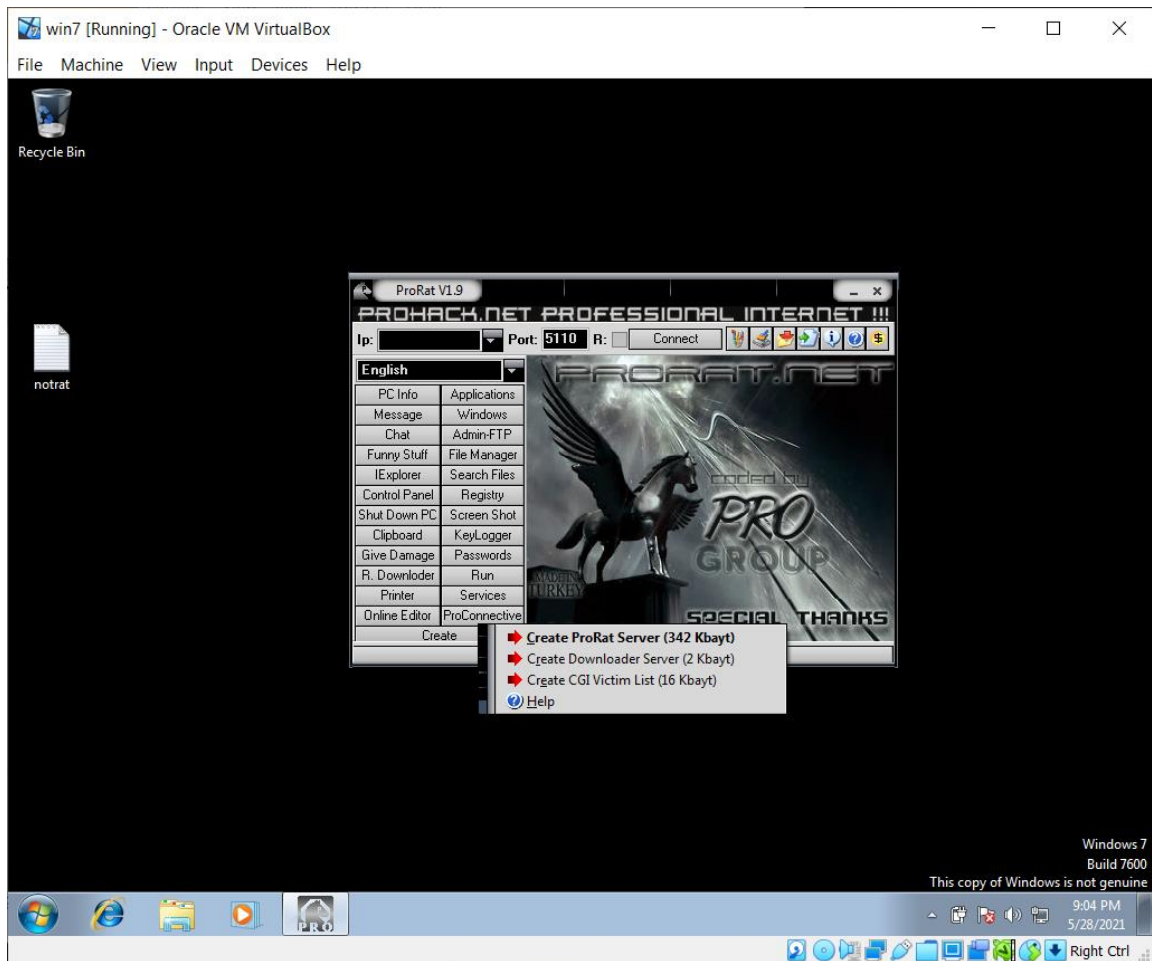 win7 [Running] - Oracle VM VirtualBox
File Machine View Input Devices Help
Recycle Bin
notrat
ProRat V1.9
PROHACK.NET PROFESSIONAL INTERNET !!!
Ip: Port: 5110 R: Connect
English
PRORAT.NET
PC Info Applications
Message Windows
Chat Admin-FTP
Funny Stuff File Manager
IExplorer Search Files
Control Panel Registry
Shut Down PC Screen Shot
Clipboard KeyLogger
Give Damage Passwords
R. Downloder Run
Printer Services
Online Editor ProConnective
Create
coded by
PRO
GROUP
MADE IN
TURKEY
SPECIAL THANKS
Create ProRat Server (342 Kbayt)
Create Downloader Server (2 Kbayt)
Create CGI Victim List (16 Kbayt)
Help
Windows 7
Build 7600
This copy of Windows is not genuine
PRO
9:04 PM
5/28/2021
Right Ctrl